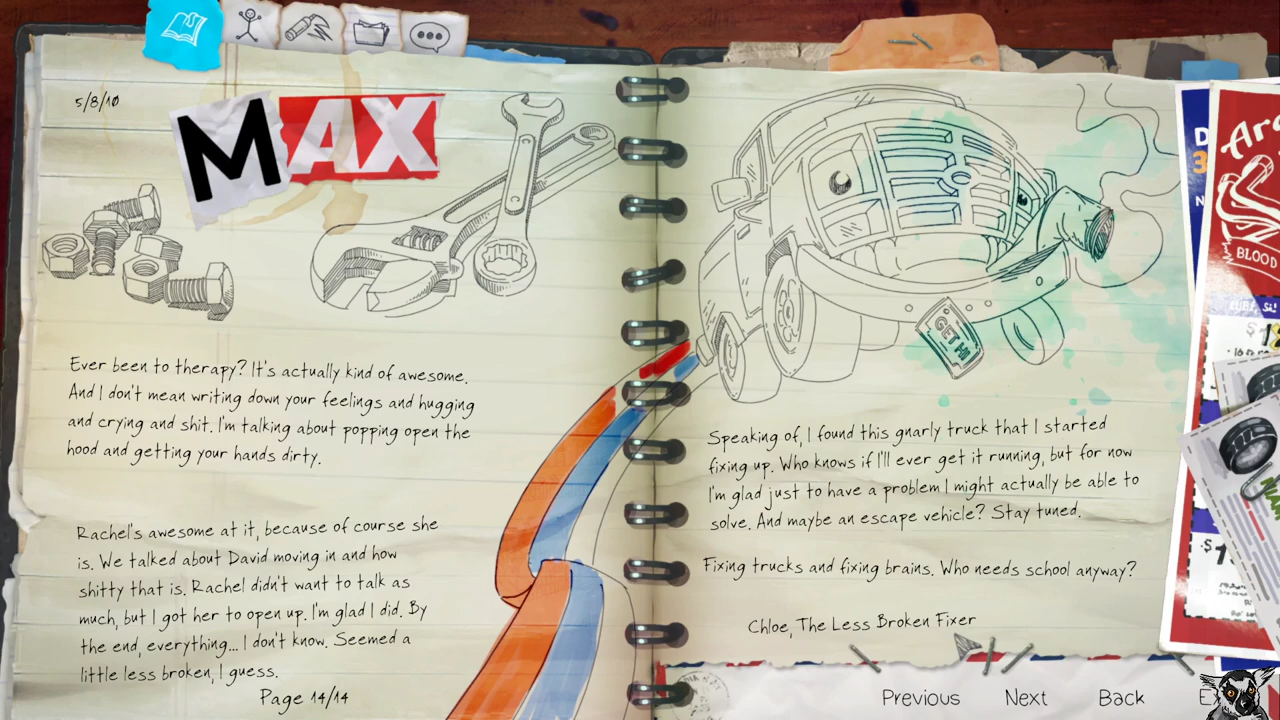 5/8/10
MAX
Ever been to therapy? It's actually kind of awesome.
And I don't mean writing down your feelings and hugging
and crying and shit. I'm talking about popping open the
hood and getting your hands dirty.
Rachel's awesome at it, because of course she
is. We talked about David moving in and how
shitty that is. Rachel didn't want to talk as
much, but I got her to open up. I'm glad I did. By
the end, everything... I don't know. Seemed a
little less broken, I guess.
Page 14/14
GET HI
Speaking of, I found this gnarly truck that I started
fixing up. Who knows if I'll ever get it running, but for now
I'm glad just to have a problem I might actually be able to
solve. And maybe an escape vehicle? Stay tuned.
Fixing trucks and fixing brains. Who needs school anyway?
Chloe, The Less Broken Fixer
Previous Next Back
BLOOD